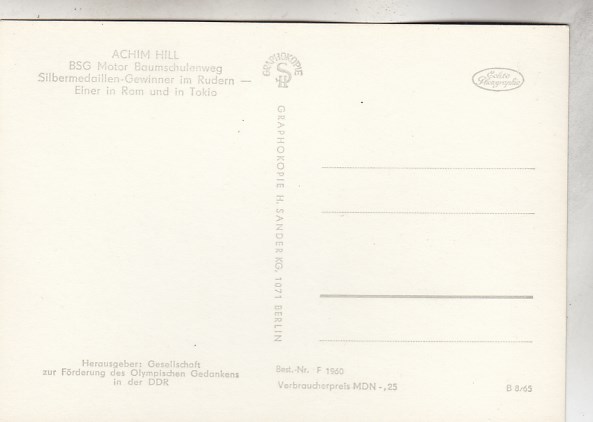 ACHIM HILL
BSG Motor Baumschulenweg
Silbermedaillen-Gewinner im Rudern —
Einer in Rom und in Tokio
GRAPHOKOPIE
GRAPHOKOPIE H. SANDER KG, 1071 BERLIN
Echte
Photographie
Herausgeber: Gesellschaft
zur Förderung des Olympischen Gedankens
in der DDR
Best.-Nr. F 1960
Verbraucherpreis MDN -,25
B 8/65